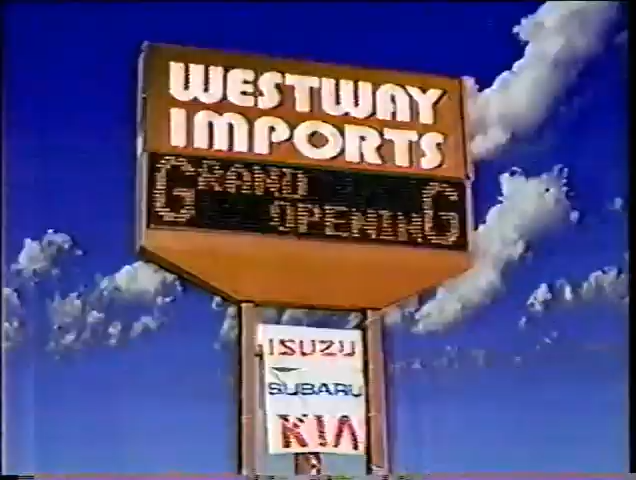 WESTWAY
IMPORTS
GRAND
OPENING
ISUZU
SUBARU
KIA